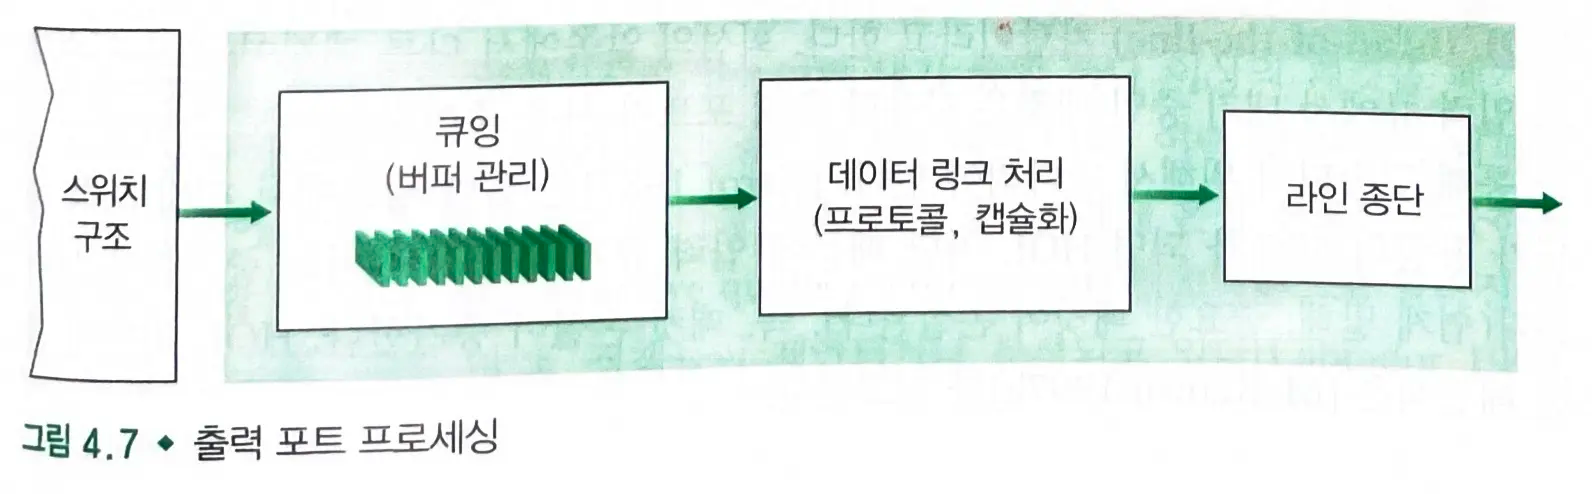 스위치
구조
큐잉
(버퍼 관리)
데이터 링크 처리
(프로토콜, 캡슐화)
라인 종단
그림 4.7 ◆ 출력 포트 프로세싱